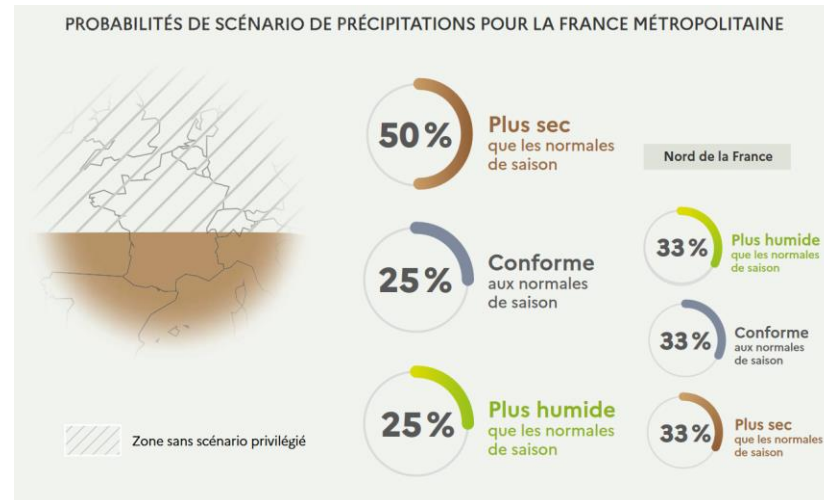 PROBABILITÉS DE SCÉNARIO DE PRÉCIPITATIONS POUR LA FRANCE MÉTROPOLITAINE
50 %
Plus sec
que les normales
de saison
25 %
Conforme
aux normales
de saison
25 %
Plus humide
que les normales
de saison
Nord de la France
33 %
Plus humide
que les normales
de saison
33 %
Conforme
aux normales
de saison
33 %
Plus sec
que les normales
de saison
Zone sans scénario privilégié